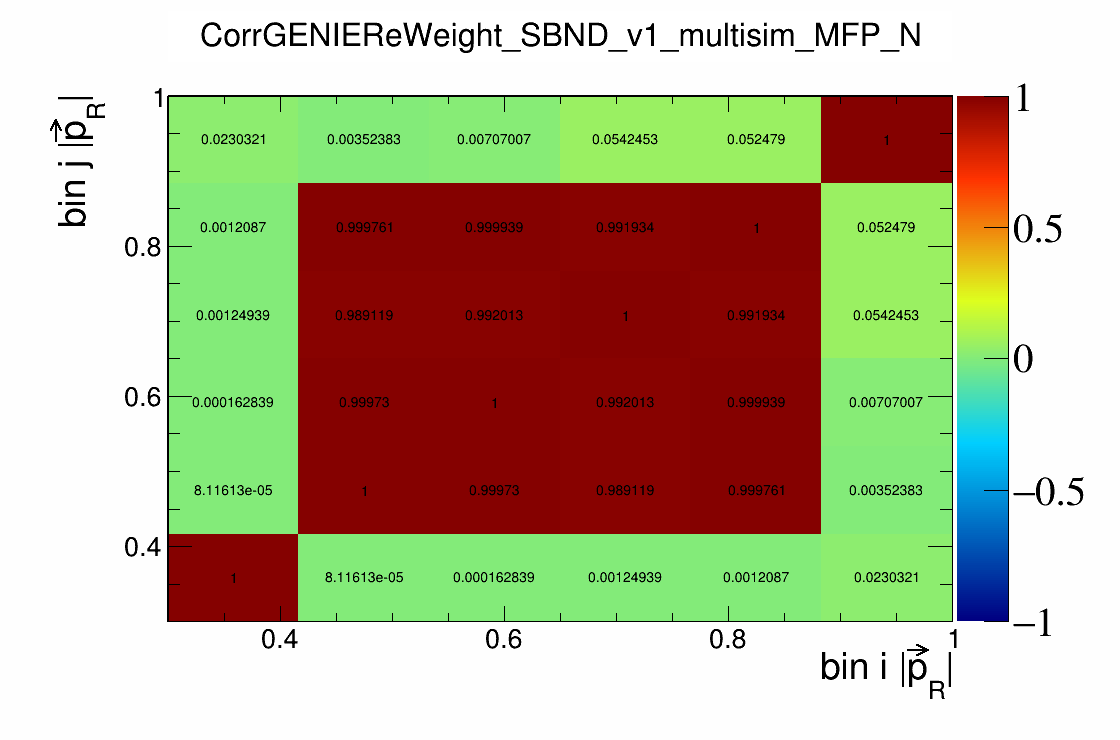 CorrGENIEReWeight_SBND_v1_multisim_MFP_N
bin j |p⃗_R|
1
0.8
0.6
0.4
0.0230321 0.00352383 0.00707007 0.0542453 0.052479 1
0.0012087 0.999761 0.999939 0.991934 1 0.052479
0.00124939 0.989119 0.992013 1 0.991934 0.0542453
0.000162839 0.99973 1 0.992013 0.999939 0.00707007
8.11613e-05 1 0.99973 0.989119 0.999761 0.00352383
1 8.11613e-05 0.000162839 0.00124939 0.0012087 0.0230321
0.4 0.6 0.8 1
bin i |p⃗_R|
1
0.5
0
−0.5
−1